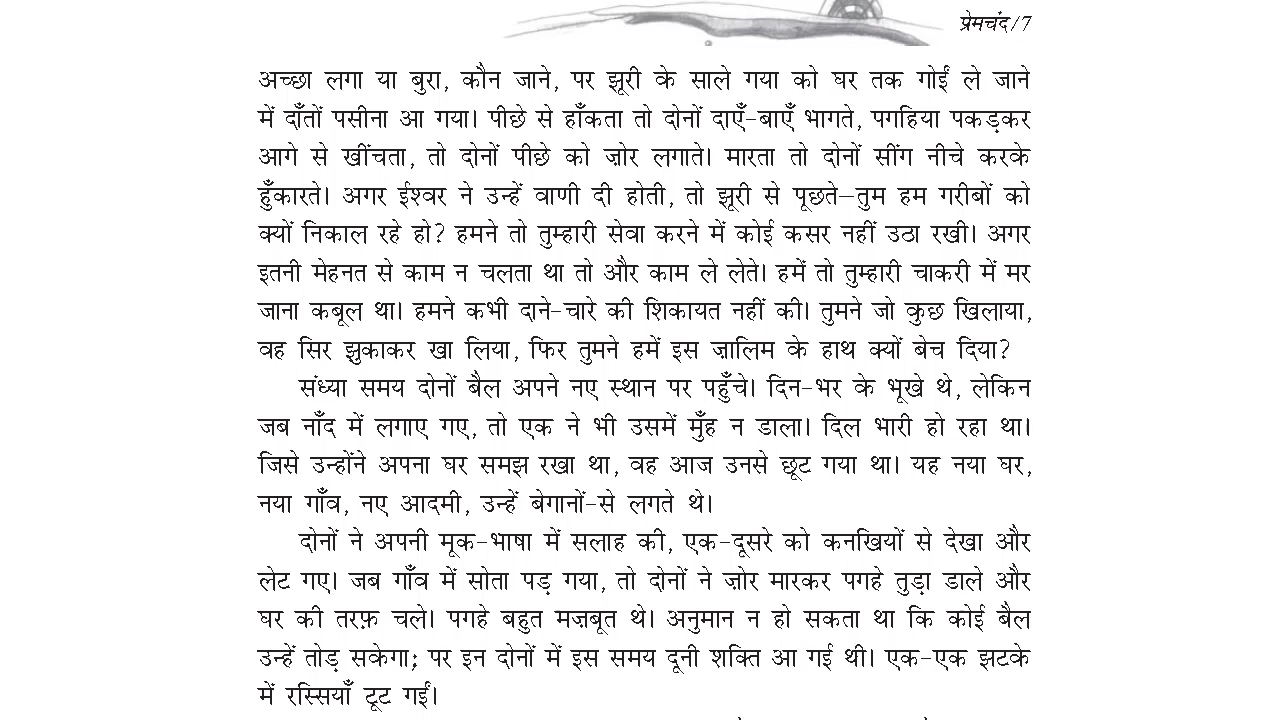 प्रेमचंद/7
अच्छा लगा या बुरा, कौन जाने, पर झूरी के साले गया को घर तक गोईं ले जाने
में दाँतों पसीना आ गया। पीछे से हाँकता तो दोनों दाएँ-बाएँ भागते, पगहिया पकड़कर
आगे से खींचता, तो दोनों पीछे को ज़ोर लगाते। मारता तो दोनों सींग नीचे करके
हुँकारते। अगर ईश्वर ने उन्हें वाणी दी होती, तो झूरी से पूछते—तुम हम गरीबों को
क्यों निकाल रहे हो? हमने तो तुम्हारी सेवा करने में कोई कसर नहीं उठा रखी। अगर
इतनी मेहनत से काम न चलता था तो और काम ले लेते। हमें तो तुम्हारी चाकरी में मर
जाना कबूल था। हमने कभी दाने-चारे की शिकायत नहीं की। तुमने जो कुछ खिलाया,
वह सिर झुकाकर खा लिया, फिर तुमने हमें इस ज़ालिम के हाथ क्यों बेच दिया?
संध्या समय दोनों बैल अपने नए स्थान पर पहुँचे। दिन-भर के भूखे थे, लेकिन
जब नाँद में लगाए गए, तो एक ने भी उसमें मुँह न डाला। दिल भारी हो रहा था।
जिसे उन्होंने अपना घर समझ रखा था, वह आज उनसे छूट गया था। यह नया घर,
नया गाँव, नए आदमी, उन्हें बेगानों-से लगते थे।
दोनों ने अपनी मूक-भाषा में सलाह की, एक-दूसरे को कनखियों से देखा और
लेट गए। जब गाँव में सोता पड़ गया, तो दोनों ने ज़ोर मारकर पगहे तुड़ा डाले और
घर की तरफ़ चले। पगहे बहुत मज़बूत थे। अनुमान न हो सकता था कि कोई बैल
उन्हें तोड़ सकेगा; पर इन दोनों में इस समय दूनी शक्ति आ गई थी। एक-एक झटके
में रस्सियाँ टूट गईं।